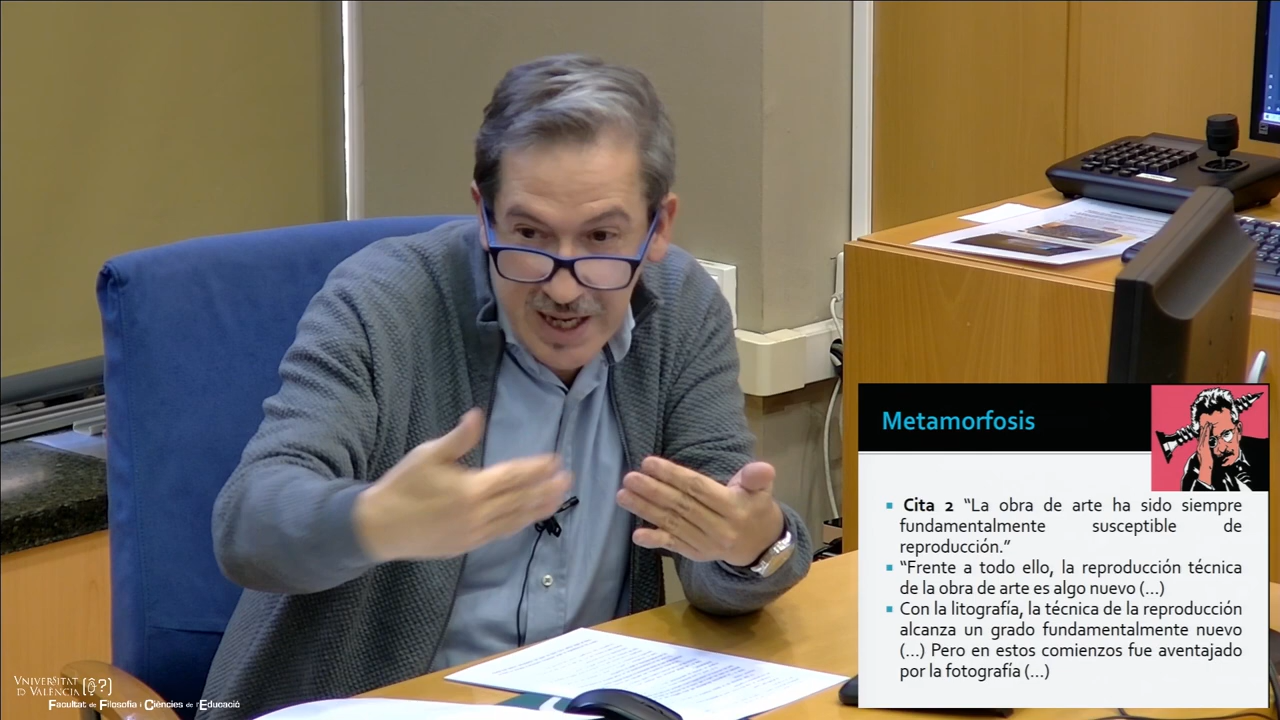 Metamorfosis
Cita 2 “La obra de arte ha sido siempre
fundamentalmente susceptible de
reproducción.”
“Frente a todo ello, la reproducción técnica
de la obra de arte es algo nuevo (...)
Con la litografía, la técnica de la reproducción
alcanza un grado fundamentalmente nuevo
(...) Pero en estos comienzos fue aventajado
por la fotografía (...)
VNIVERSITAT
D VALÈNCIA (ò?)
Facultat de Filosofia i Ciències de l'Educació